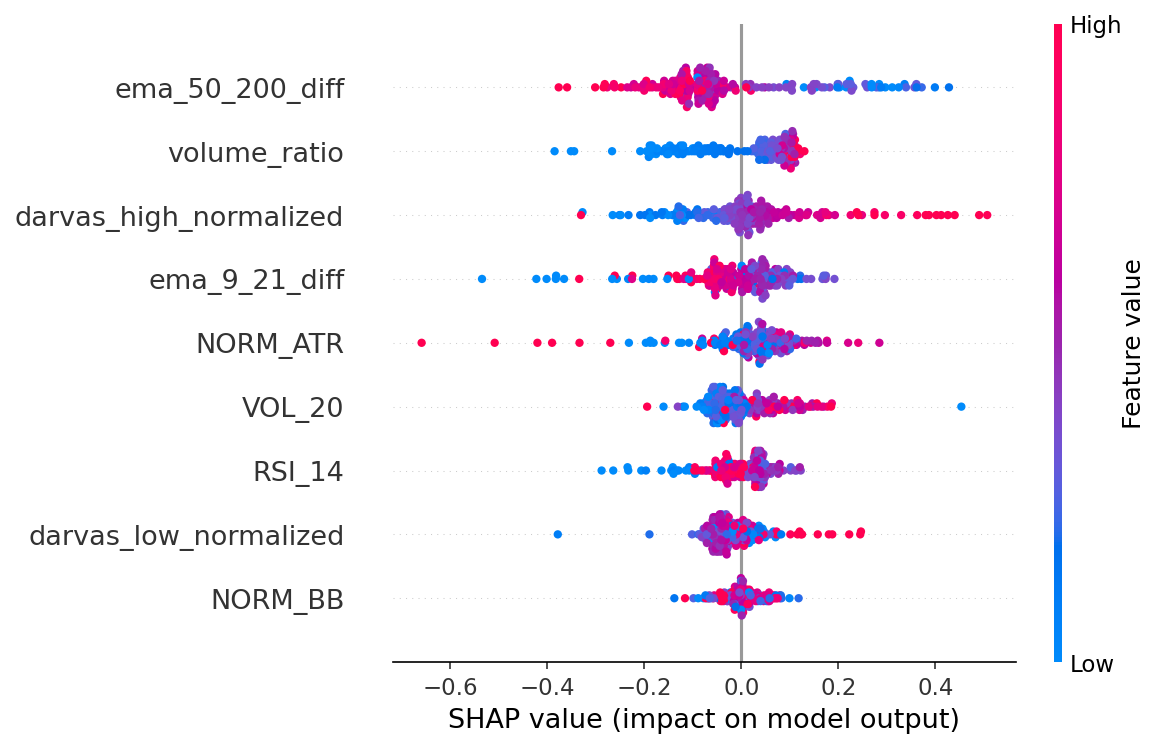 High
ema_50_200_diff
volume_ratio
darvas_high_normalized
ema_9_21_diff
NORM_ATR
VOL_20
RSI_14
darvas_low_normalized
NORM_BB
Feature value
Low
−0.6 −0.4 −0.2 0.0 0.2 0.4
SHAP value (impact on model output)